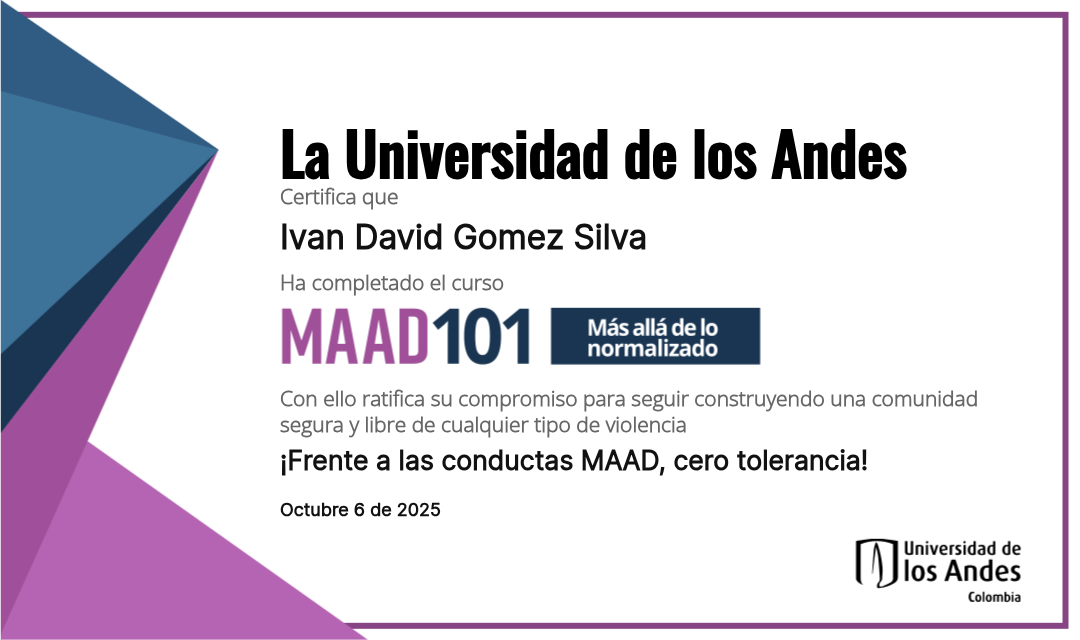 La Universidad de los Andes
Certifica que
Ivan David Gomez Silva
Ha completado el curso
MAAD101
Más allá de lo
normalizado
Con ello ratifica su compromiso para seguir construyendo una comunidad
segura y libre de cualquier tipo de violencia
¡Frente a las conductas MAAD, cero tolerancia!
Octubre 6 de 2025
Universidad de
los Andes
Colombia